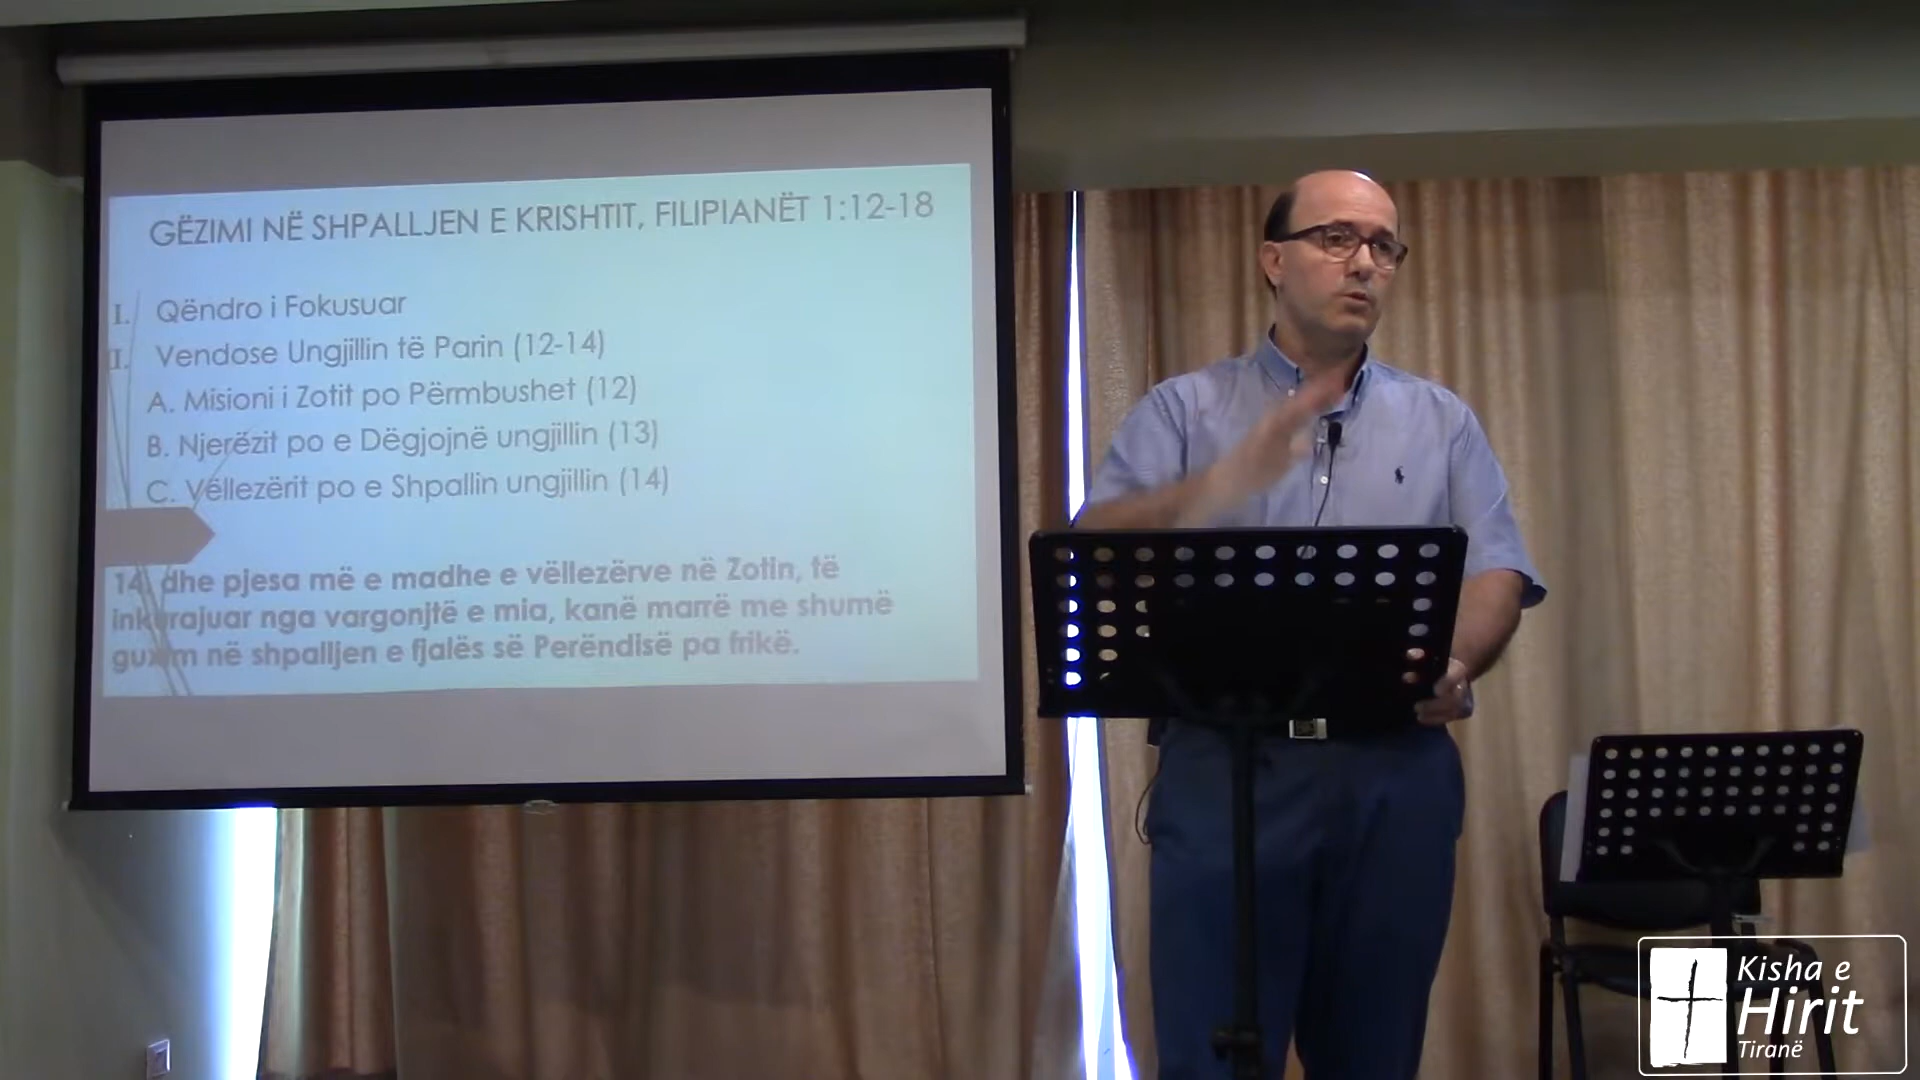 GËZIMI NË SHPALLJEN E KRISHTIT, FILIPIANËT 1:12-18
I. Qëndro i Fokusuar
II. Vendose Ungjillin të Parin (12-14)
A. Misioni i Zotit po Përmbushet (12)
B. Njerëzit po e Dëgjojnë ungjillin (13)
C. Vëllezërit po e Shpallin ungjillin (14)
14 dhe pjesa më e madhe e vëllezërve në Zotin, të
inkurajuar nga vargonjtë e mia, kanë marrë me shumë
guxim në shpalljen e fjalës së Perëndisë pa frikë.
Kisha e
Hirit
Tiranë